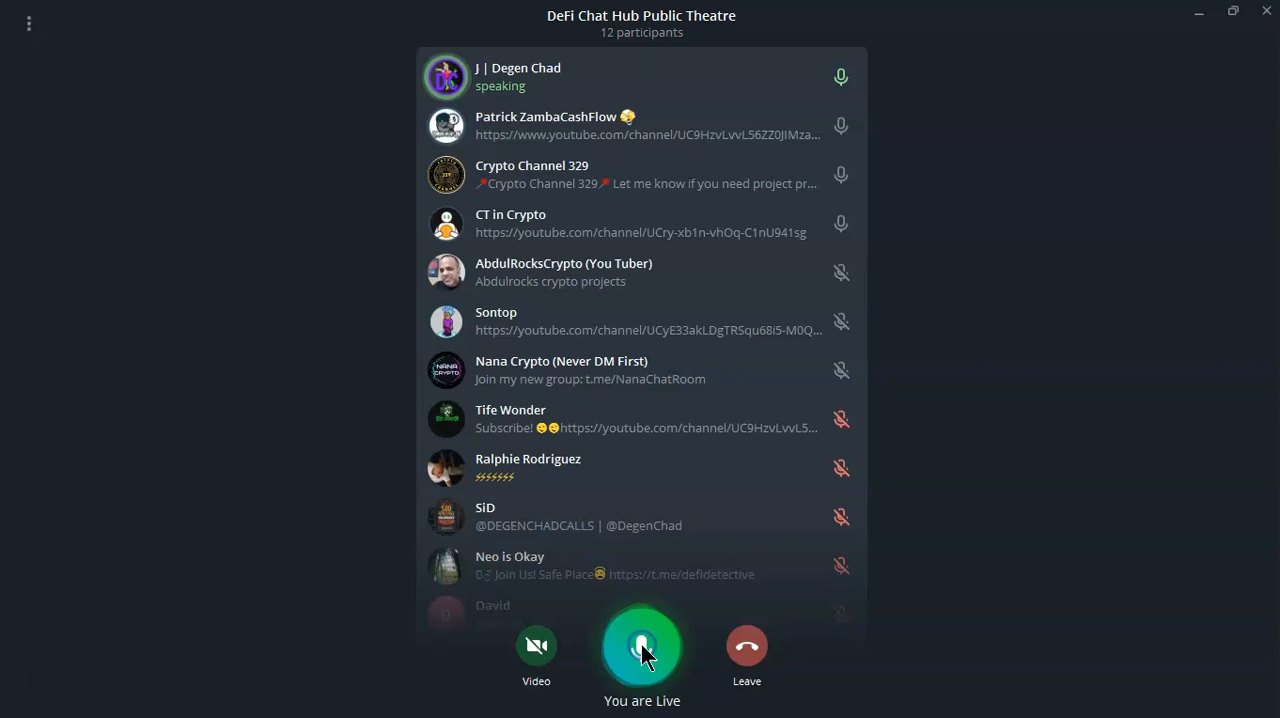 DeFi Chat Hub Public Theatre
12 participants
J | Degen Chad
speaking
Patrick ZambaCashFlow
https://www.youtube.com/channel/UC9HzvLvvL56ZZ0JIMza...
Crypto Channel 329
Crypto Channel 329 Let me know if you need project pr...
CT in Crypto
https://youtube.com/channel/UCry-xb1n-vhOq-C1nU941sg
AbdulRocksCrypto (You Tuber)
Abdulrocks crypto projects
Sontop
https://youtube.com/channel/UCyE33akLDgTRSqu68i5-M0Q...
NANA CRYPTO
Nana Crypto (Never DM First)
Join my new group: t.me/NanaChatRoom
Tife Wonder
Subscribe! https://youtube.com/channel/UC9HzvLvvL5...
Ralphie Rodriguez
SiD
@DEGENCHADCALLS | @DegenChad
Neo is Okay
Join Us! Safe Place https://t.me/defidetective
David
Video
Leave
You are Live